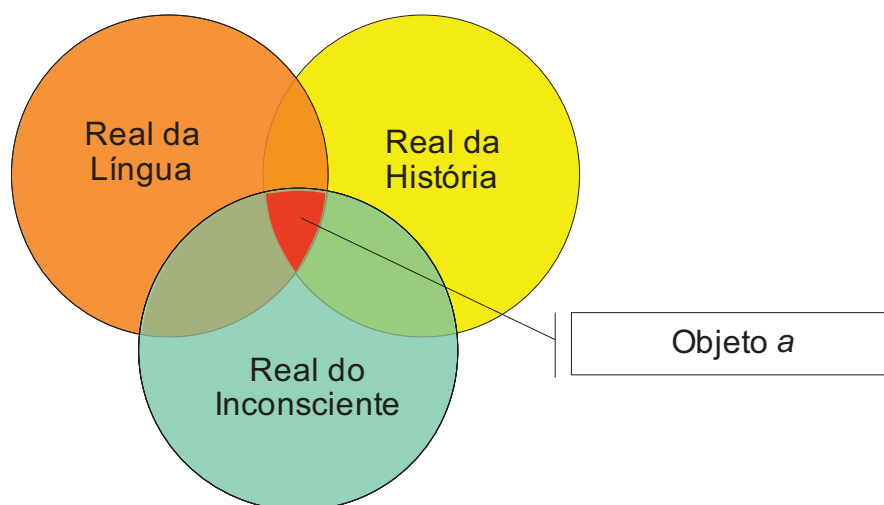 Real da
Língua
Real da
História
Real do
Inconsciente
Objeto a